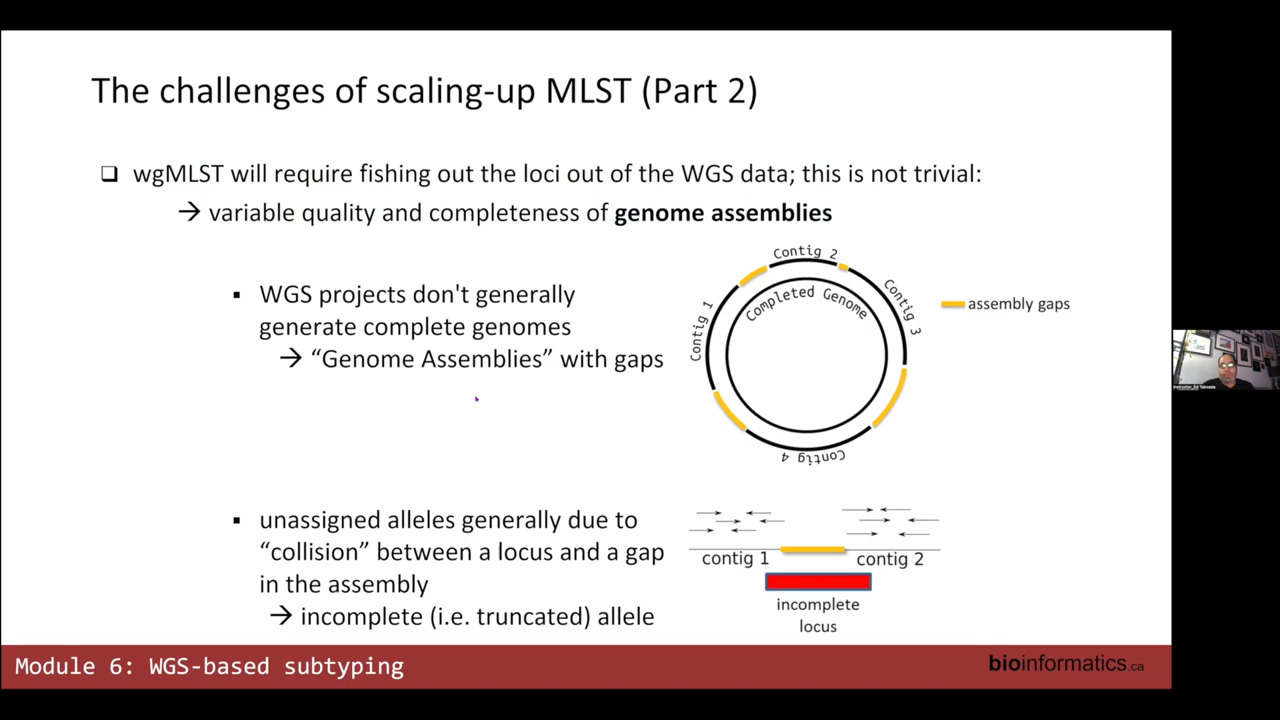 The challenges of scaling-up MLST (Part 2)
wgMLST will require fishing out the loci out of the WGS data; this is not trivial:
→ variable quality and completeness of genome assemblies
WGS projects don't generally
generate complete genomes
→ “Genome Assemblies” with gaps
Contig 1
Contig 2
Contig 3
Contig 4
Completed Genome
assembly gaps
unassigned alleles generally due to
“collision” between a locus and a gap
in the assembly
→ incomplete (i.e. truncated) allele
contig 1
contig 2
incomplete
locus
Instructor_Ed Taboada
Module 6: WGS-based subtyping
bioinformatics.ca